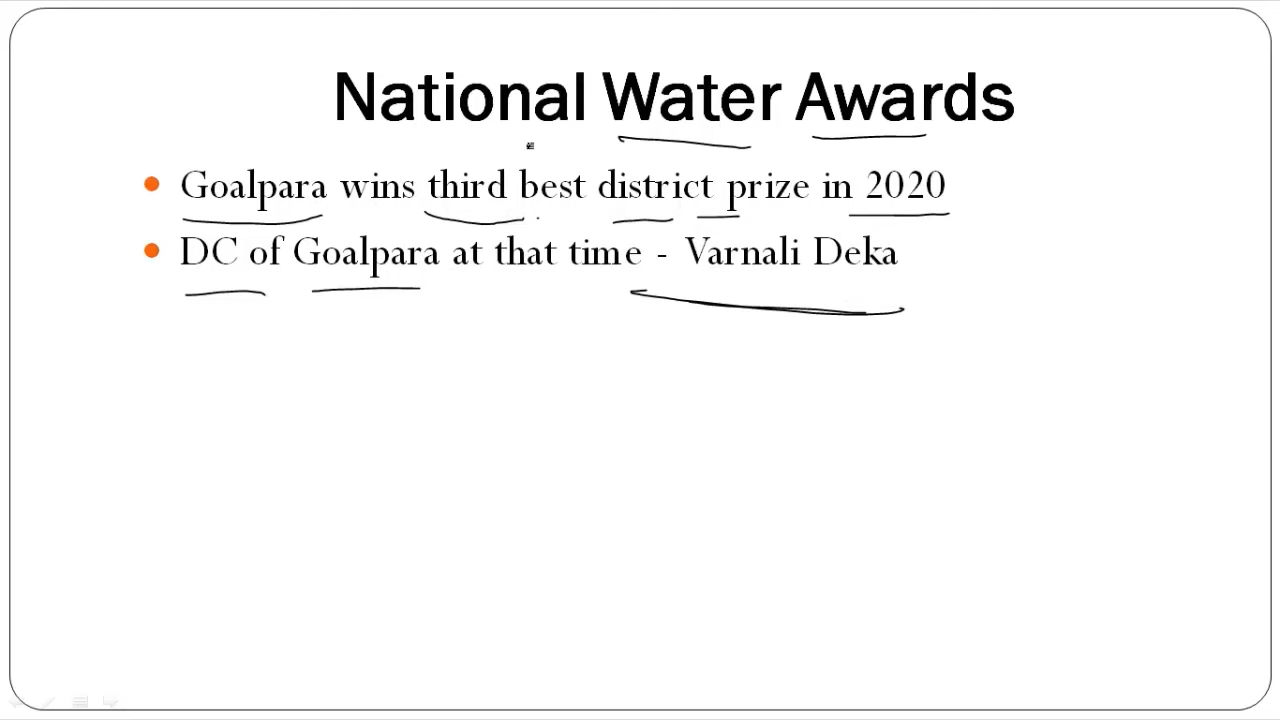 National Water Awards
Goalpara wins third best district prize in 2020
DC of Goalpara at that time - Varnali Deka